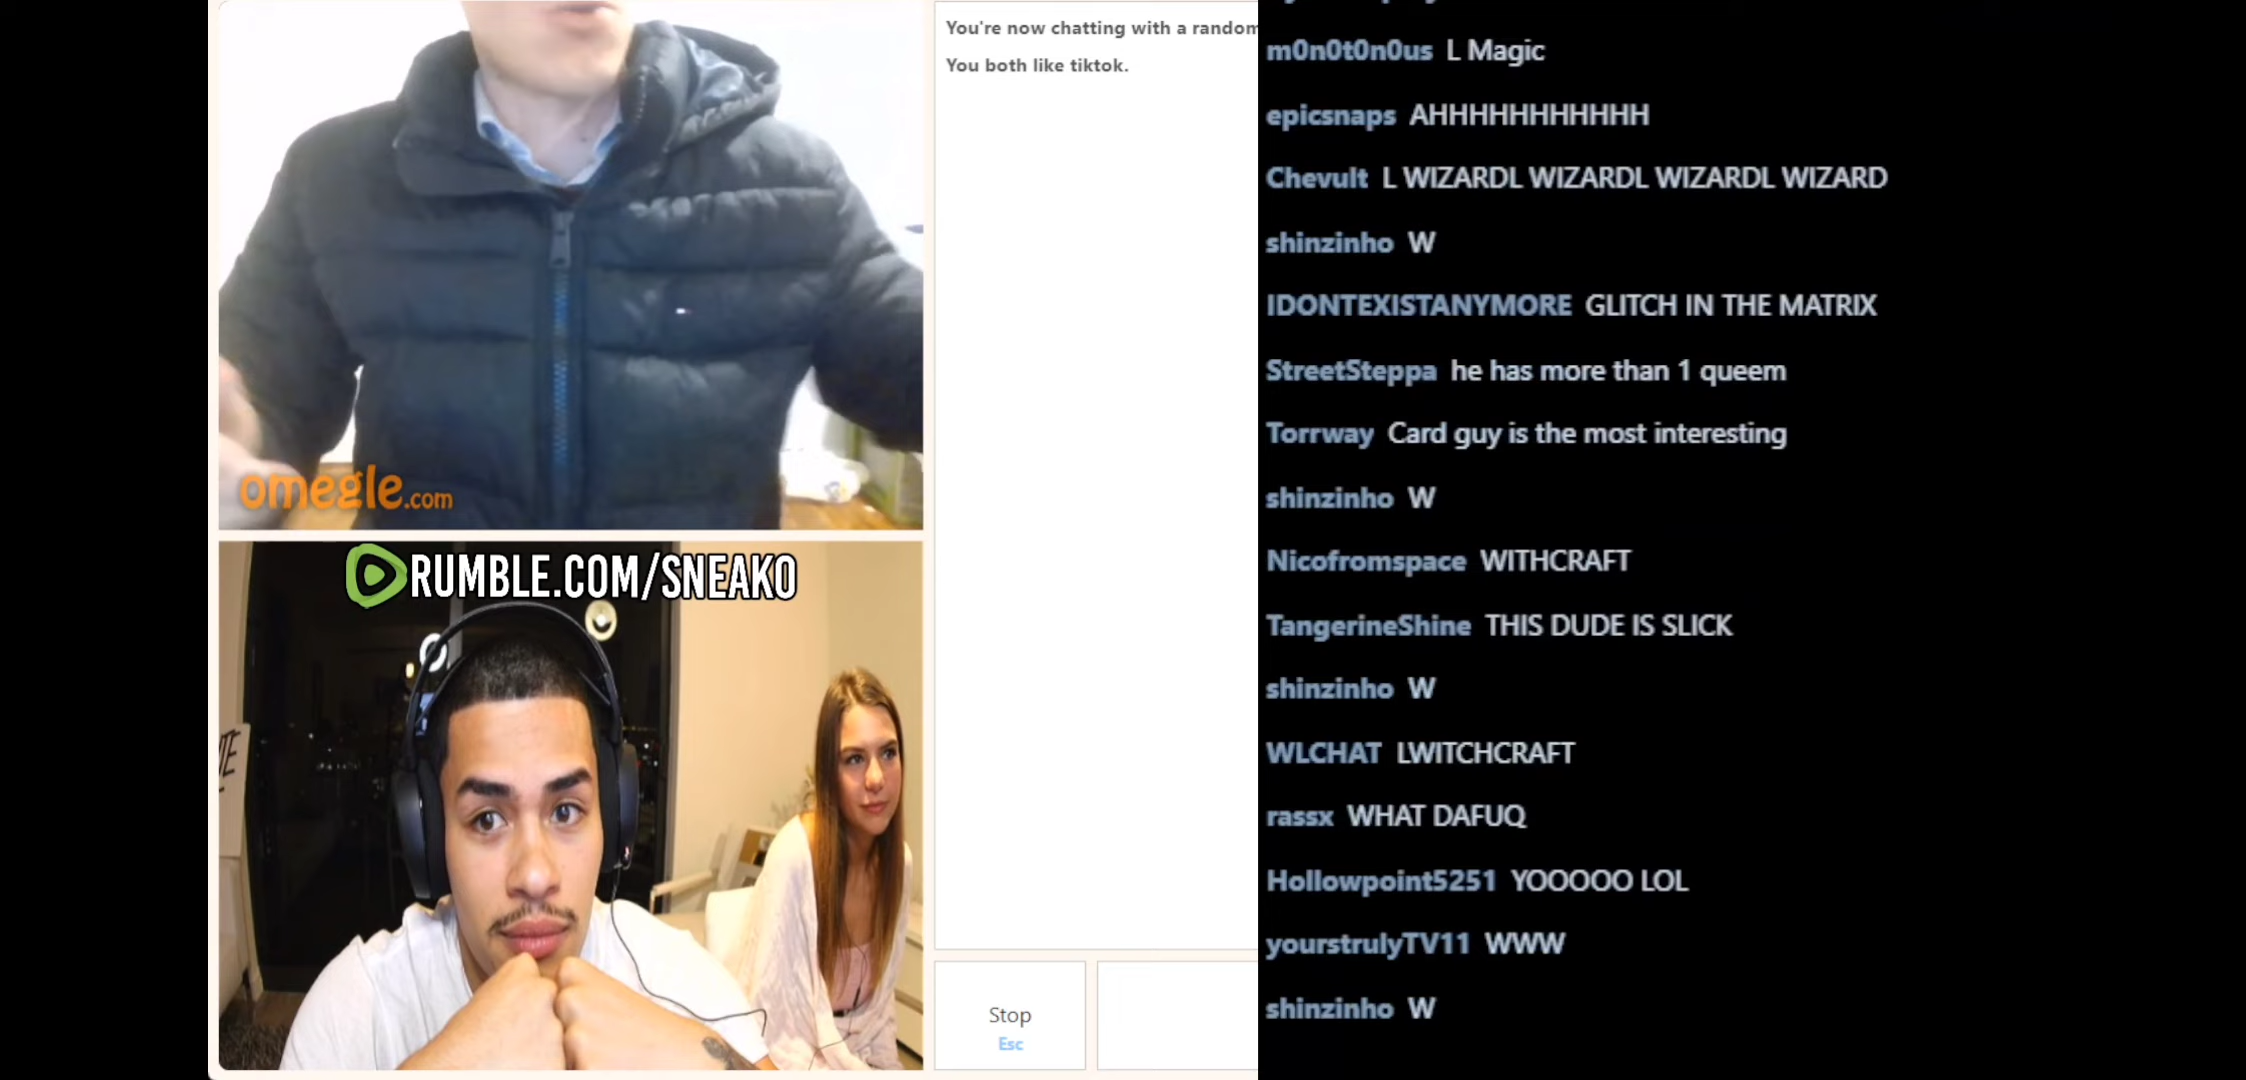 You're now chatting with a random
You both like tiktok.
omegle.com
RUMBLE.COM/SNEAKO
Stop
Esc
m0n0t0n0us L Magic
epicsnaps AHHHHHHHHHHH
Chevult L WIZARDL WIZARDL WIZARDL WIZARD
shinzinho W
IDONTEXISTANYMORE GLITCH IN THE MATRIX
StreetSteppa he has more than 1 queem
Torrway Card guy is the most interesting
shinzinho W
Nicofromspace WITHCRAFT
TangerineShine THIS DUDE IS SLICK
shinzinho W
WLCHAT LWITCHCRAFT
rassx WHAT DAFUQ
Hollowpoint5251 YOOOOO LOL
yourstrulyTV11 WWW
shinzinho W